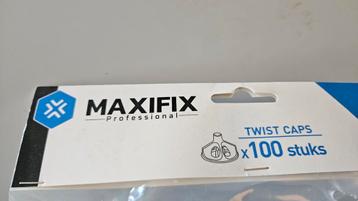 MAXIFIX
Professional
TWIST CAPS
x100 stuks